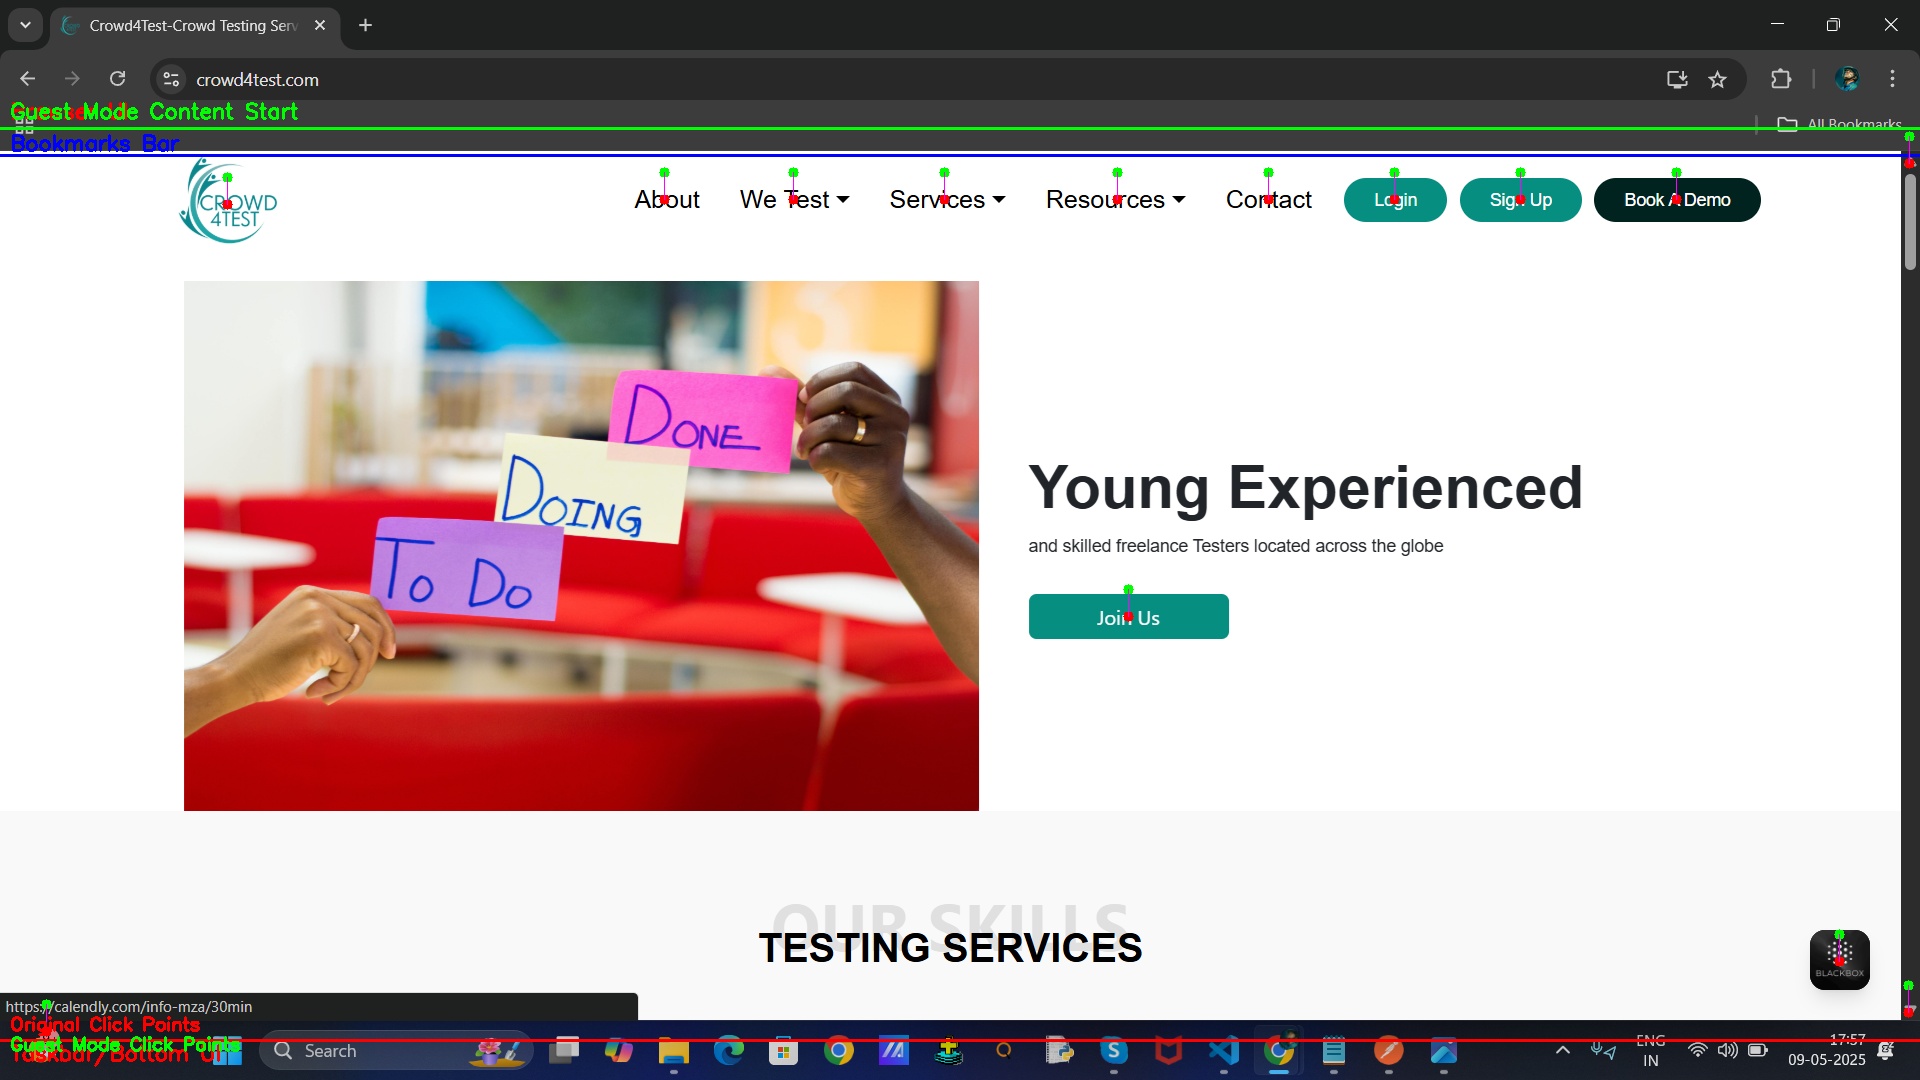 Crowd4Test-Crowd Testing Serv
crowd4test.com
Guest Mode Content Start
All Bookmarks
Bookmarks Bar
CROWD
4TEST
About
We Test
Services
Resources
Contact
Login
Sign Up
Book A Demo
DONE
DOING
TO DO
Young Experienced
and skilled freelance Testers located across the globe
Join Us
OUR SKILLS
TESTING SERVICES
BLACKBOX
https://calendly.com/info-mza/30min
Original Click Points
Guest Mode Click Points
Taskbar/Bottom UI
Search
ENG
IN
17:57
09-05-2025